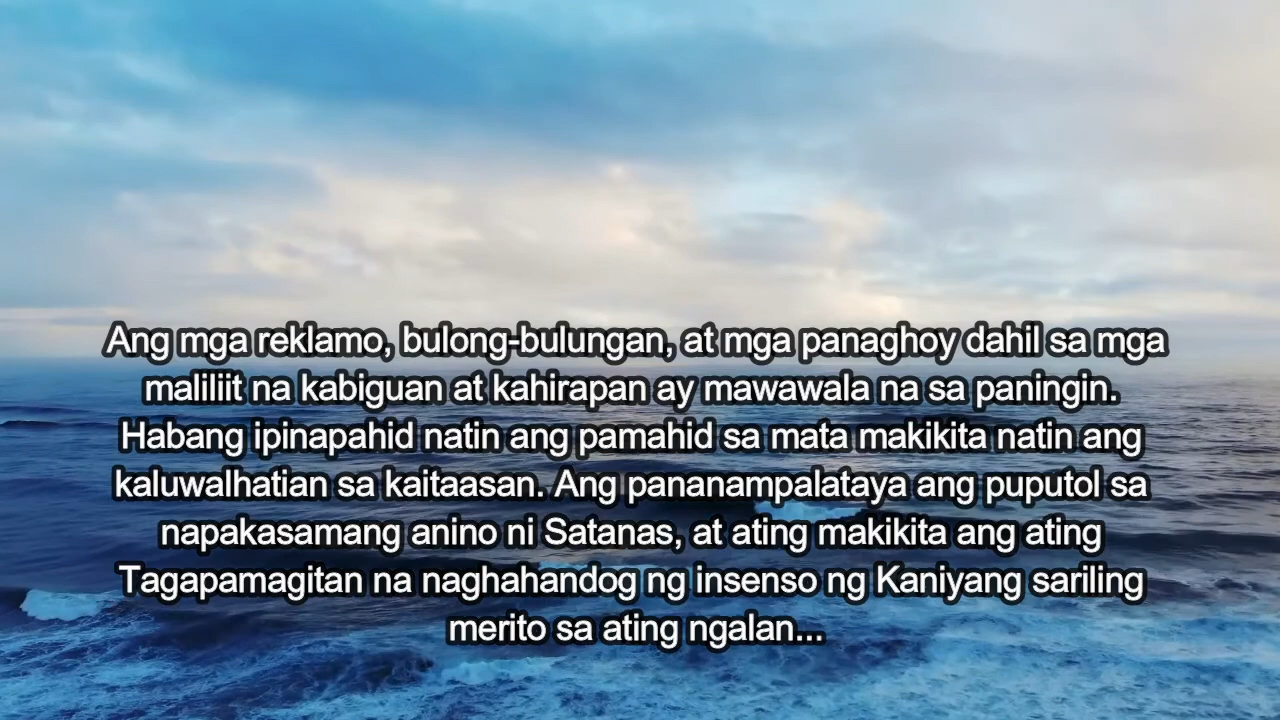 Ang mga reklamo, bulong-bulungan, at mga panaghoy dahil sa mga
maliliit na kabiguan at kahirapan ay mawawala na sa paningin.
Habang ipinapahid natin ang pamahid sa mata makikita natin ang
kaluwalhatian sa kaitaasan. Ang pananampalataya ang puputol sa
napakasamang anino ni Satanas, at ating makikita ang ating
Tagapamagitan na naghahandog ng insenso ng Kaniyang sariling
merito sa ating ngalan...